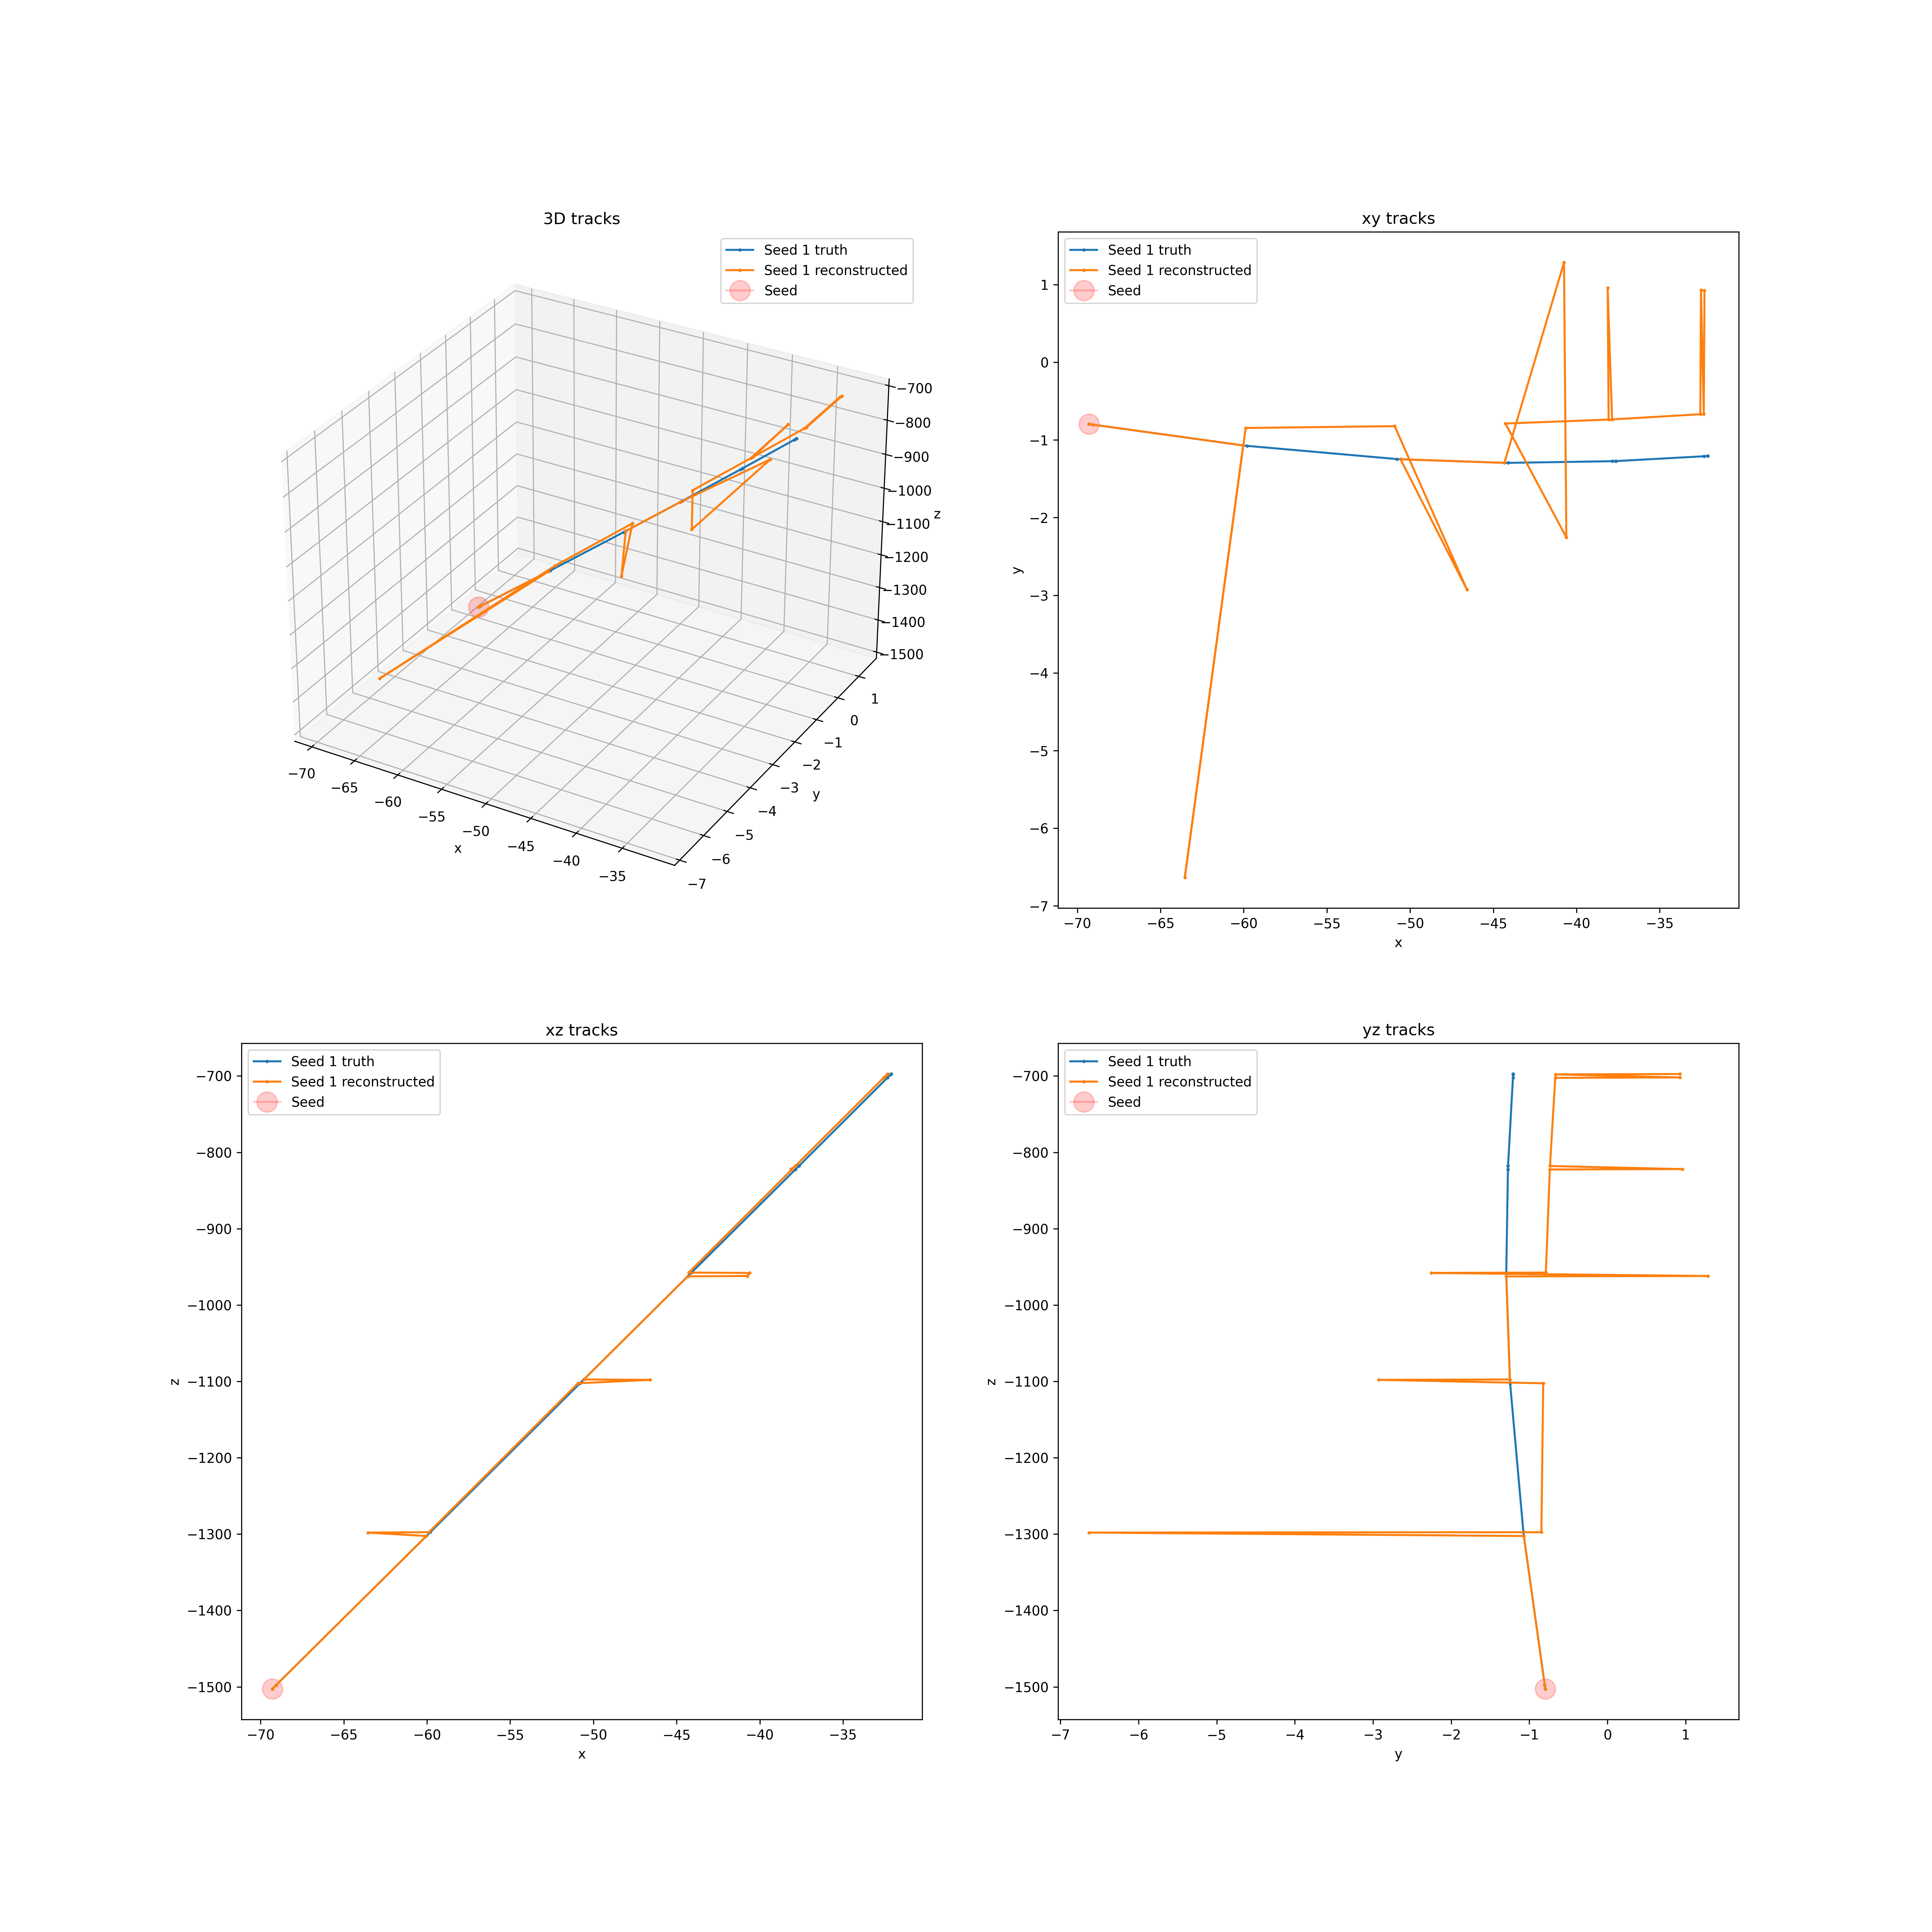 3D tracks
Seed 1 truth
Seed 1 reconstructed
Seed
−700
−800
−900
−1000
z
−1100
−1200
−1300
−1400
−1500
1
0
−1
−2
−3
y
−4
−5
−6
−7
−70
−65
−60
−55
−50
x
−45
−40
−35
xy tracks
Seed 1 truth
Seed 1 reconstructed
Seed
1
0
−1
−2
y
−3
−4
−5
−6
−7
−70 −65 −60 −55 −50 −45 −40 −35
x
xz tracks
Seed 1 truth
Seed 1 reconstructed
Seed
−700
−800
−900
−1000
z
−1100
−1200
−1300
−1400
−1500
−70 −65 −60 −55 −50 −45 −40 −35
x
yz tracks
Seed 1 truth
Seed 1 reconstructed
Seed
−700
−800
−900
−1000
z
−1100
−1200
−1300
−1400
−1500
−7 −6 −5 −4 −3 −2 −1 0 1
y